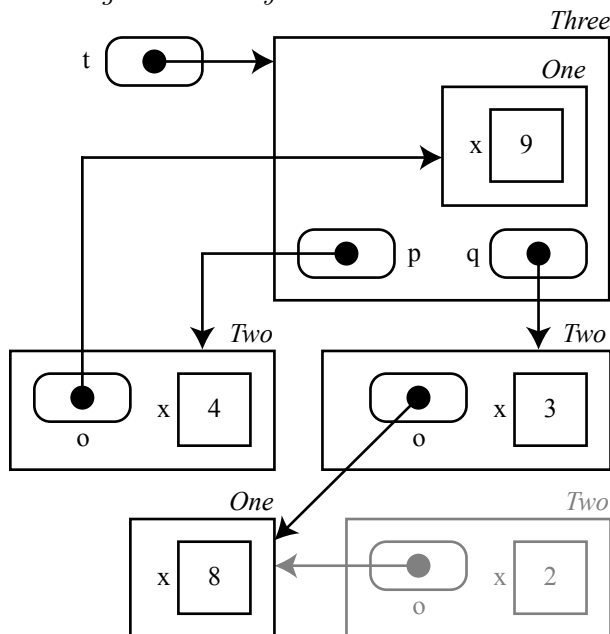 Three
t
One
x 9
p q
Two Two
x 4 x 3
o o
One Two
x 8 x 2
o